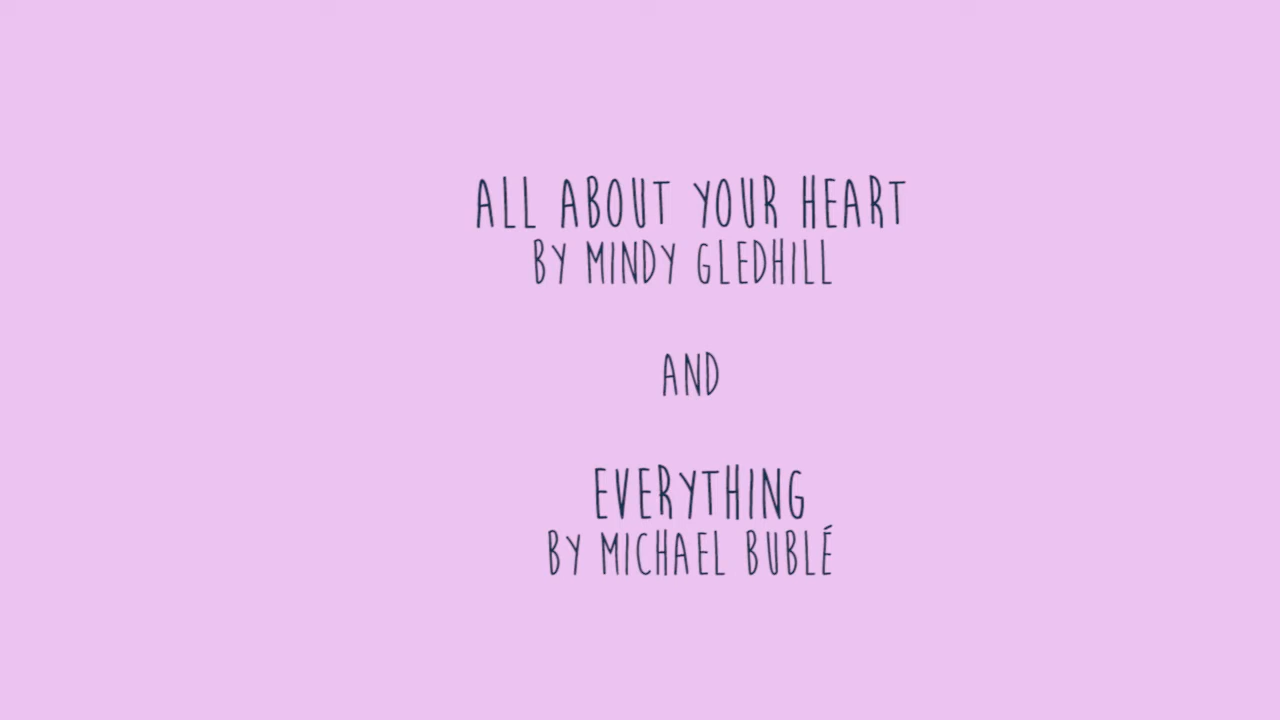 ALL ABOUT YOUR HEART
BY MINDY GLEDHILL
AND
EVERYTHING
BY MICHAEL BUBLÉ